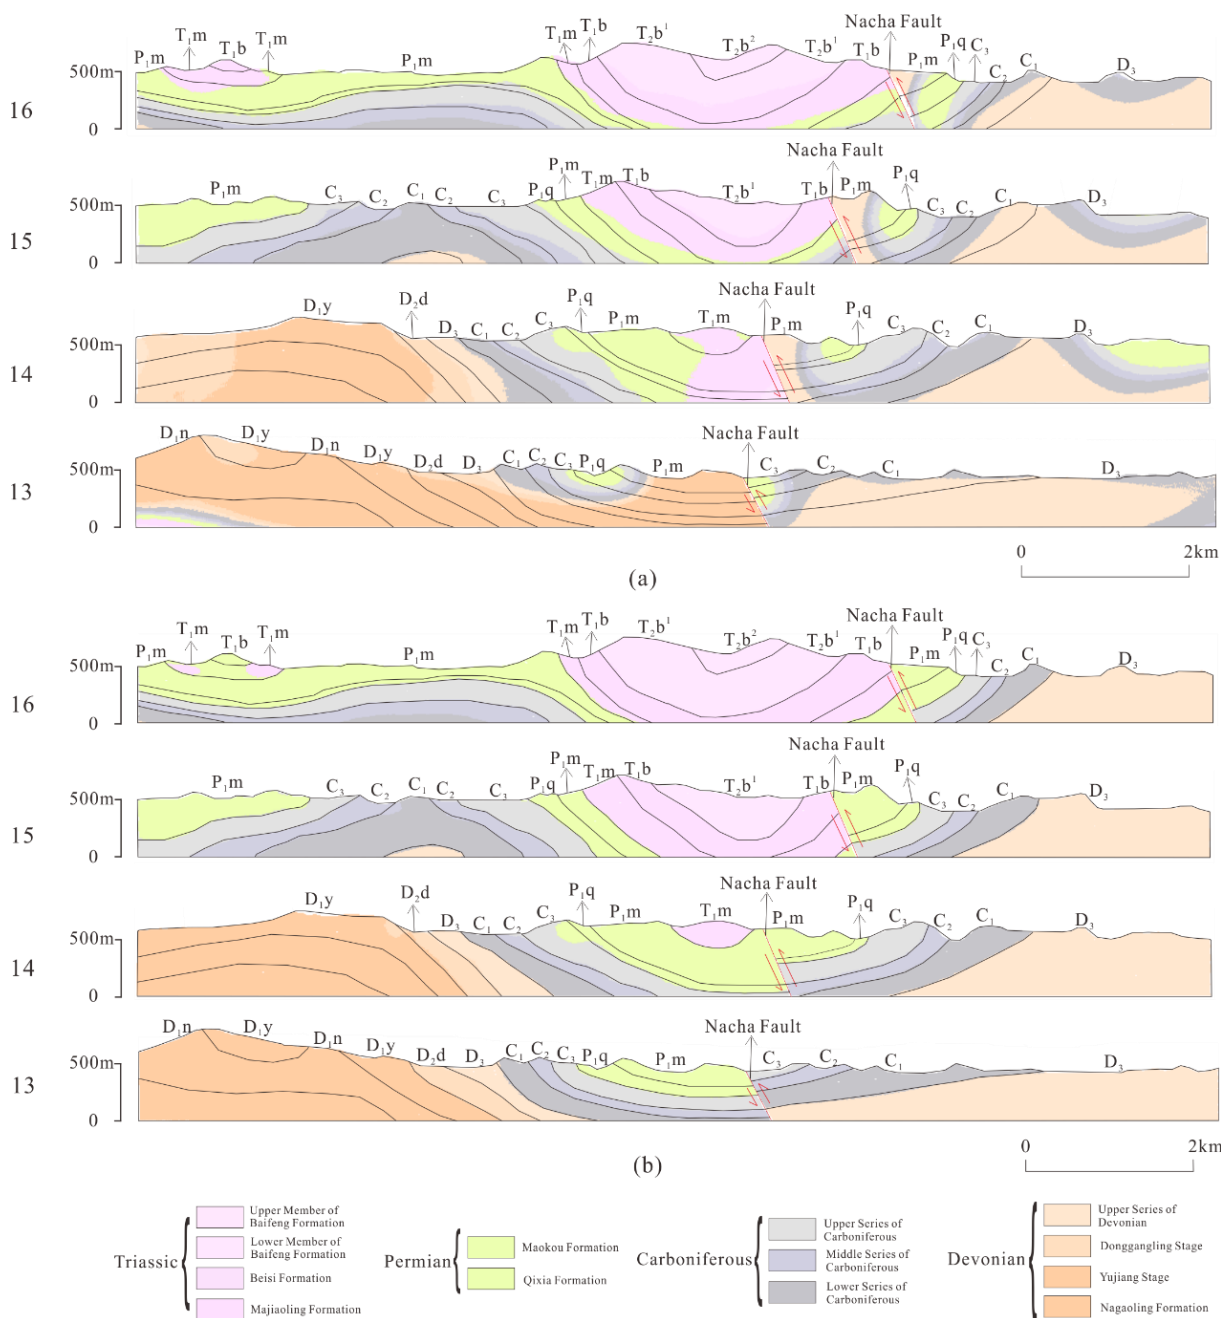 Nacha Fault
T₁m T₁b T₁m P₁m P₁m T₁m T₁b T₂b¹ T₂b² T₂b¹ T₁b P₁m P₁q C₃ C₂ C₁ D₃
500m
16
0
Nacha Fault
P₁m C₃ C₂ C₁ C₂ C₃ P₁q P₁m T₁m T₁b T₂b¹ T₁b P₁m P₁q C₃ C₂ C₁ D₃
500m
15
0
Nacha Fault
D₁y D₂d D₃ C₁ C₂ C₃ P₁q P₁m T₁m P₁m P₁q C₃ C₂ C₁ D₃
500m
14
0
Nacha Fault
D₁n D₁y D₁n D₁y D₂d D₃ C₁ C₂ C₃ P₁q P₁m C₃ C₂ C₁ D₃
500m
13
0
0 2km
(a)
Nacha Fault
P₁m T₁m T₁b T₁m P₁m T₁m T₁b T₂b¹ T₂b² T₂b¹ T₁b P₁m P₁q C₃ C₂ C₁ D₃
500m
16
0
Nacha Fault
P₁m C₃ C₂ C₁ C₂ C₃ P₁q P₁m T₁m T₁b T₂b¹ T₁b P₁m P₁q C₃ C₂ C₁ D₃
500m
15
0
Nacha Fault
D₁y D₂d D₃ C₁ C₂ C₃ P₁q P₁m T₁m P₁m P₁q C₃ C₂ C₁ D₃
500m
14
0
Nacha Fault
D₁n D₁y D₁n D₁y D₂d D₃ C₁ C₂ C₃ P₁q P₁m C₃ C₂ C₁ D₃
500m
13
0
0 2km
(b)
Triassic
Upper Member of
Baifeng Formation
Lower Member of
Baifeng Formation
Beisi Formation
Majiaoling Formation
Permian
Maokou Formation
Qixia Formation
Carboniferous
Upper Series of
Carboniferous
Middle Series of
Carboniferous
Lower Series of
Carboniferous
Devonian
Upper Series of
Devonian
Donggangling Stage
Yujiang Stage
Nagaoling Formation